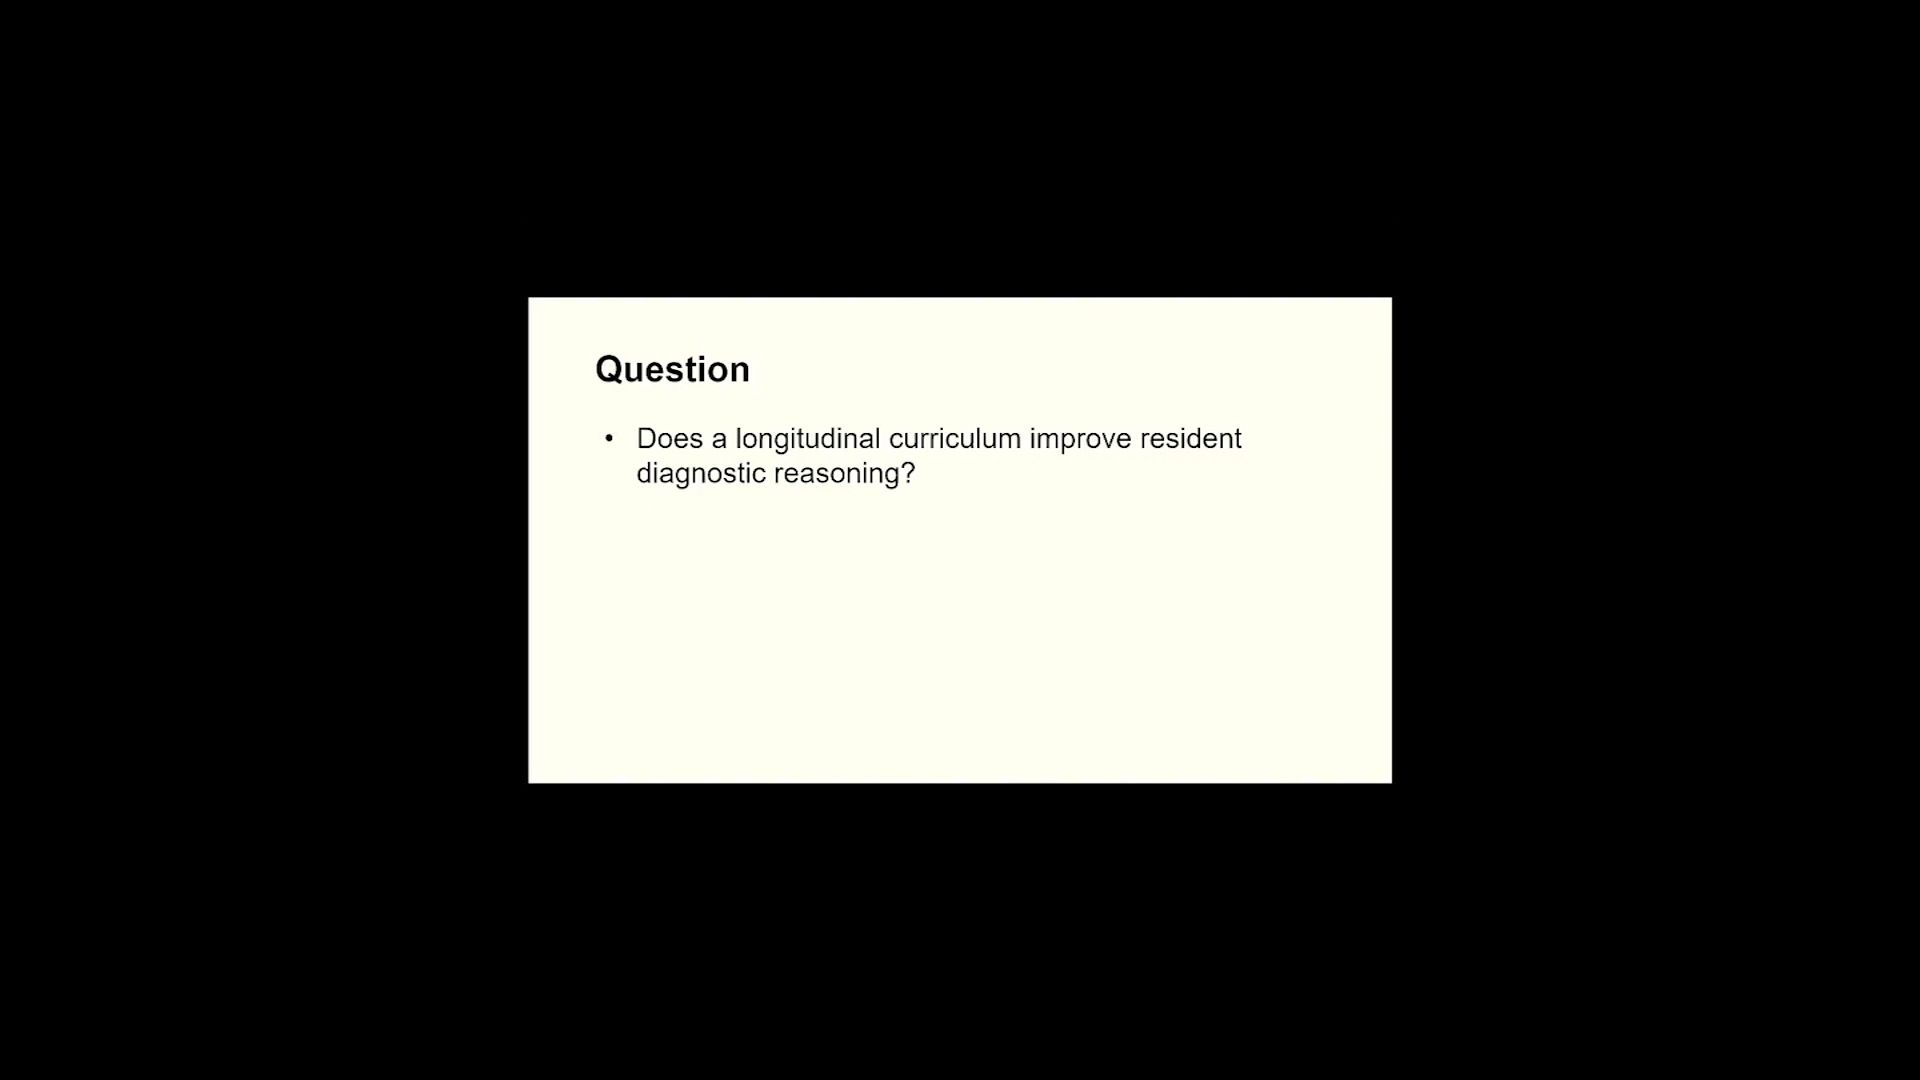 Question
• Does a longitudinal curriculum improve resident
diagnostic reasoning?